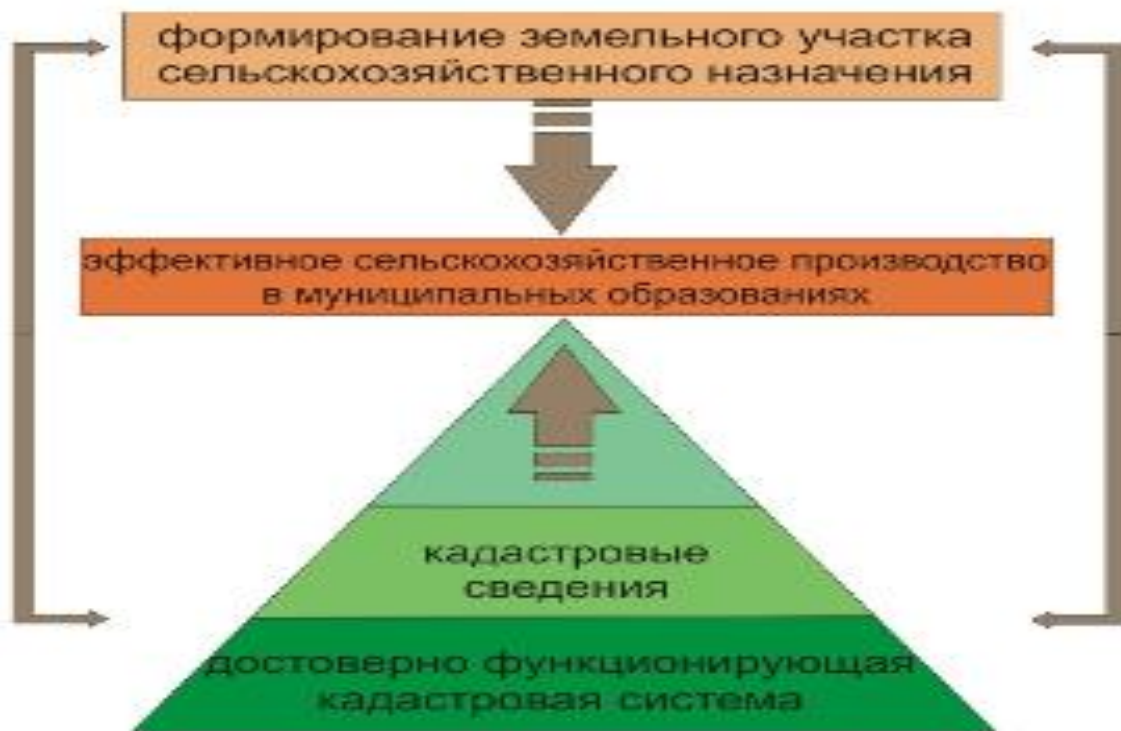 формирование земельного участка
сельскохозяйственного назначения
эффективное сельскохозяйственное производство
в муниципальных образованиях
кадастровые
сведения
достоверно функционирующая
кадастровая система